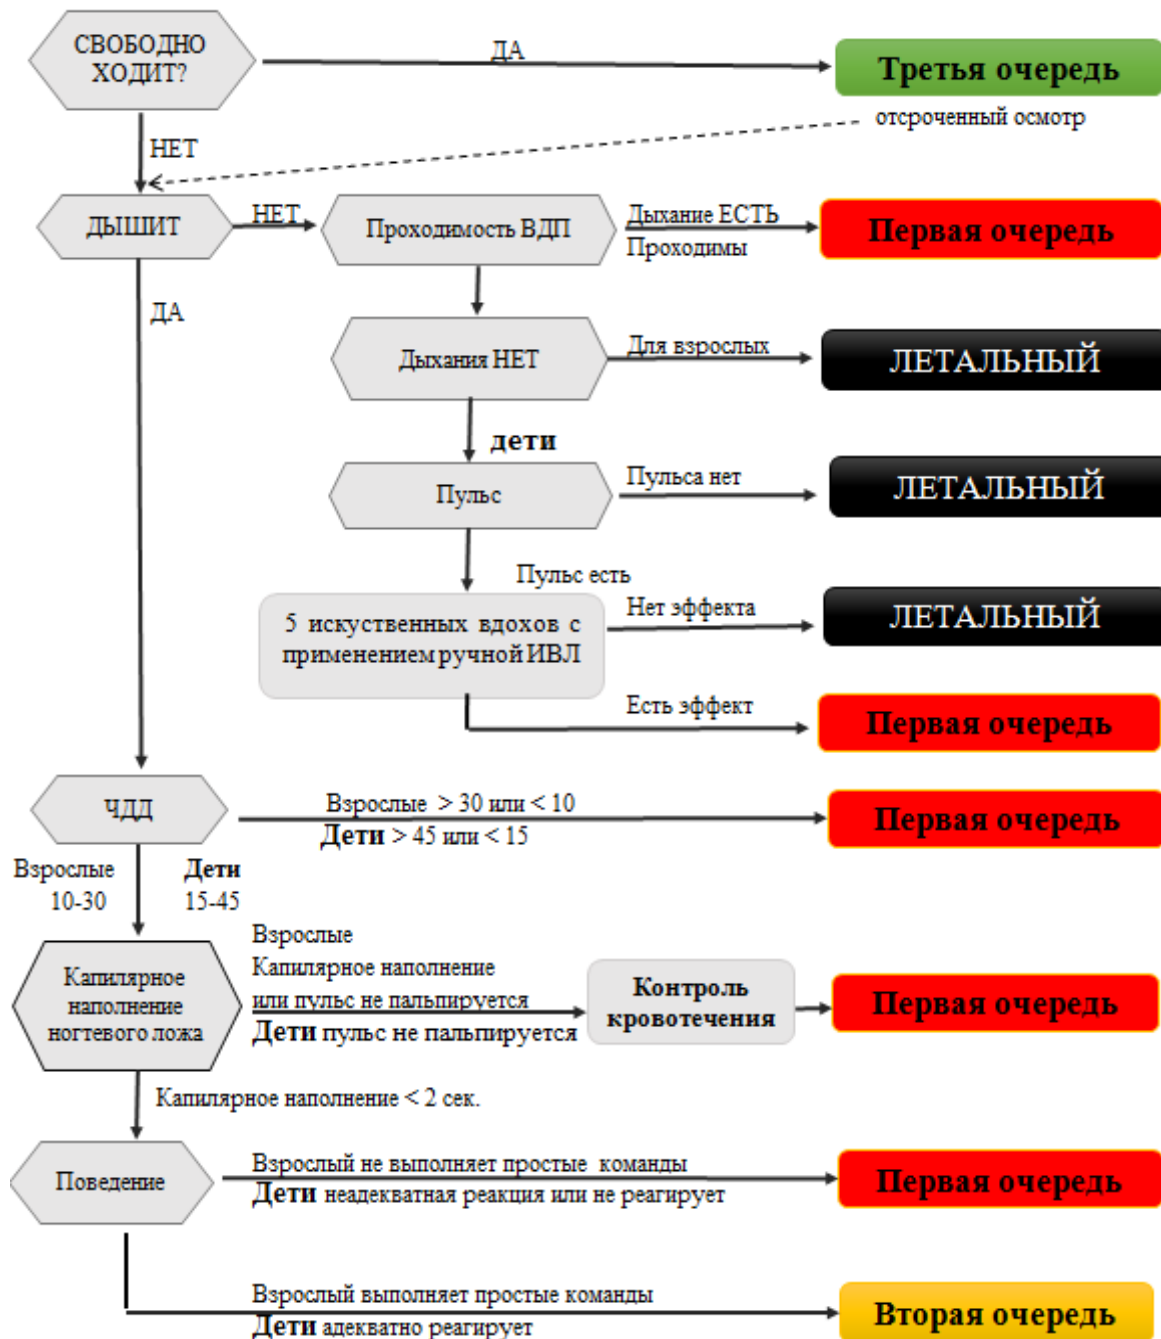 СВОБОДНО
ХОДИТ?
ДА
Третья очередь
отсроченный осмотр
НЕТ
ДЫШИТ
НЕТ
Проходимость ВДП
Дыхание ЕСТЬ
Проходимы
Первая очередь
ДА
Дыхания НЕТ
Для взрослых
ЛЕТАЛЬНЫЙ
дети
Пульс
Пульса нет
ЛЕТАЛЬНЫЙ
Пульс есть
5 искуственных вдохов с
применением ручной ИВЛ
Нет эффекта
ЛЕТАЛЬНЫЙ
Есть эффект
Первая очередь
ЧДД
Взрослые > 30 или < 10
Дети > 45 или < 15
Первая очередь
Взрослые
10-30
Дети
15-45
Капилярное
наполнение
ногтевого ложа
Взрослые
Капилярное наполнение
или пульс не пальпируется
Дети пульс не пальпируется
Контроль
кровотечения
Первая очередь
Капилярное наполнение < 2 сек.
Поведение
Взрослый не выполняет простые команды
Дети неадекватная реакция или не реагирует
Первая очередь
Взрослый выполняет простые команды
Дети адекватно реагирует
Вторая очередь